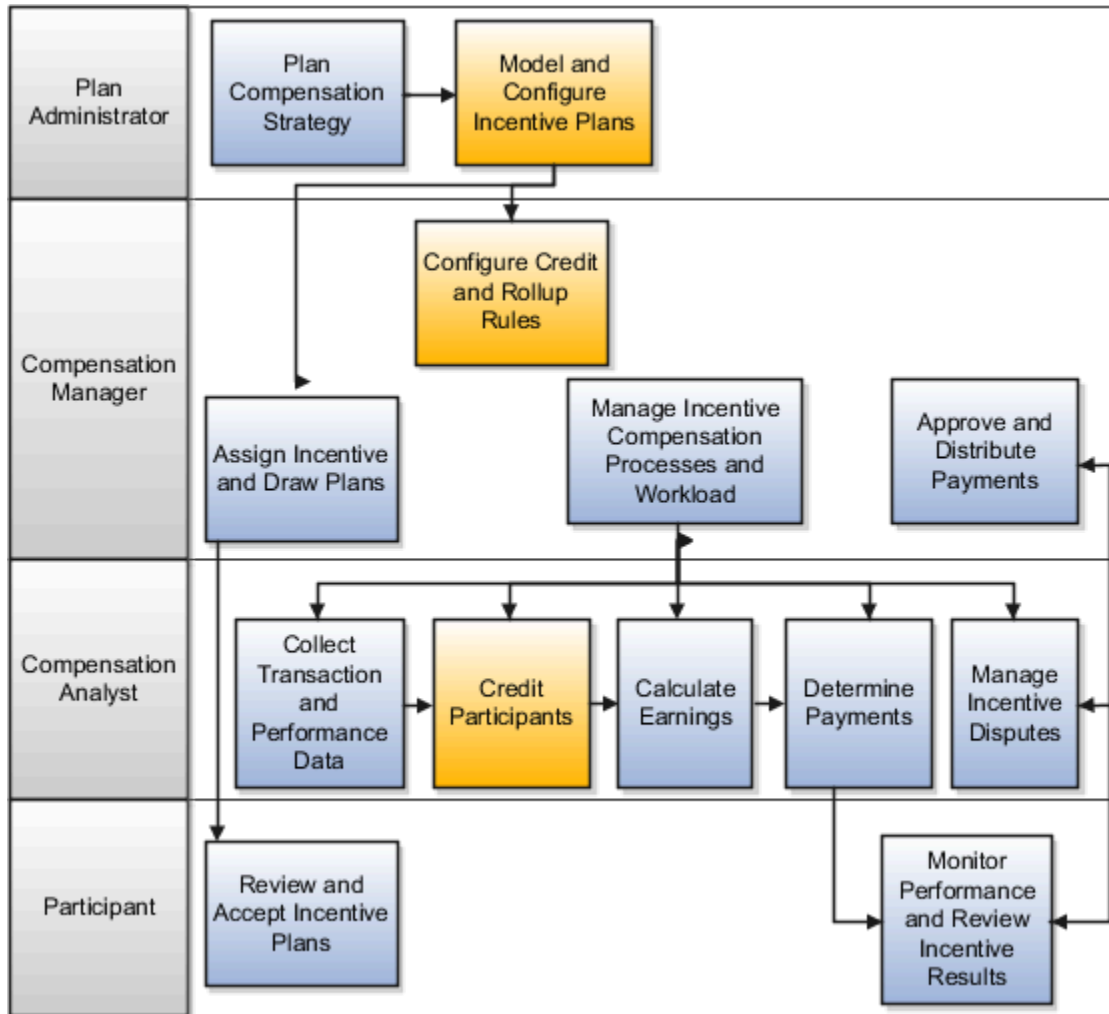 Plan
Administrator
Plan
Compensation
Strategy
Model and
Configure
Incentive Plans
Compensation
Manager
Configure Credit
and Rollup
Rules
Assign Incentive
and Draw Plans
Manage Incentive
Compensation
Processes and
Workload
Approve and
Distribute
Payments
Compensation
Analyst
Collect
Transaction
and
Performance
Data
Credit
Participants
Calculate
Earnings
Determine
Payments
Manage
Incentive
Disputes
Participant
Review and
Accept Incentive
Plans
Monitor
Performance
and Review
Incentive
Results